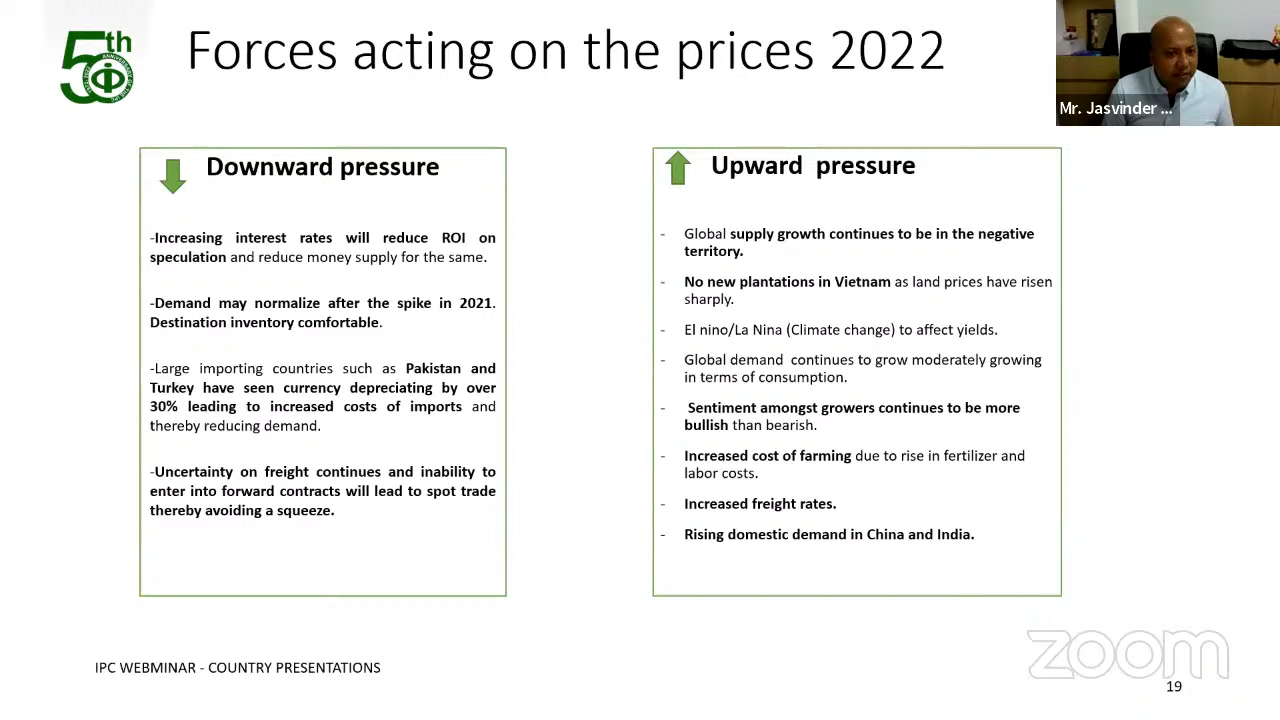 5th
Forces acting on the prices 2022
Mr. Jasvinder ...
Downward pressure
-Increasing interest rates will reduce ROI on
speculation and reduce money supply for the same.
-Demand may normalize after the spike in 2021.
Destination inventory comfortable.
-Large importing countries such as Pakistan and
Turkey have seen currency depreciating by over
30% leading to increased costs of imports and
thereby reducing demand.
-Uncertainty on freight continues and inability to
enter into forward contracts will lead to spot trade
thereby avoiding a squeeze.
Upward  pressure
- Global supply growth continues to be in the negative
territory.
- No new plantations in Vietnam as land prices have risen
sharply.
- El nino/La Nina (Climate change) to affect yields.
- Global demand  continues to grow moderately growing
in terms of consumption.
- Sentiment amongst growers continues to be more
bullish than bearish.
- Increased cost of farming due to rise in fertilizer and
labor costs.
- Increased freight rates.
- Rising domestic demand in China and India.
IPC WEBMINAR - COUNTRY PRESENTATIONS
zoom
19